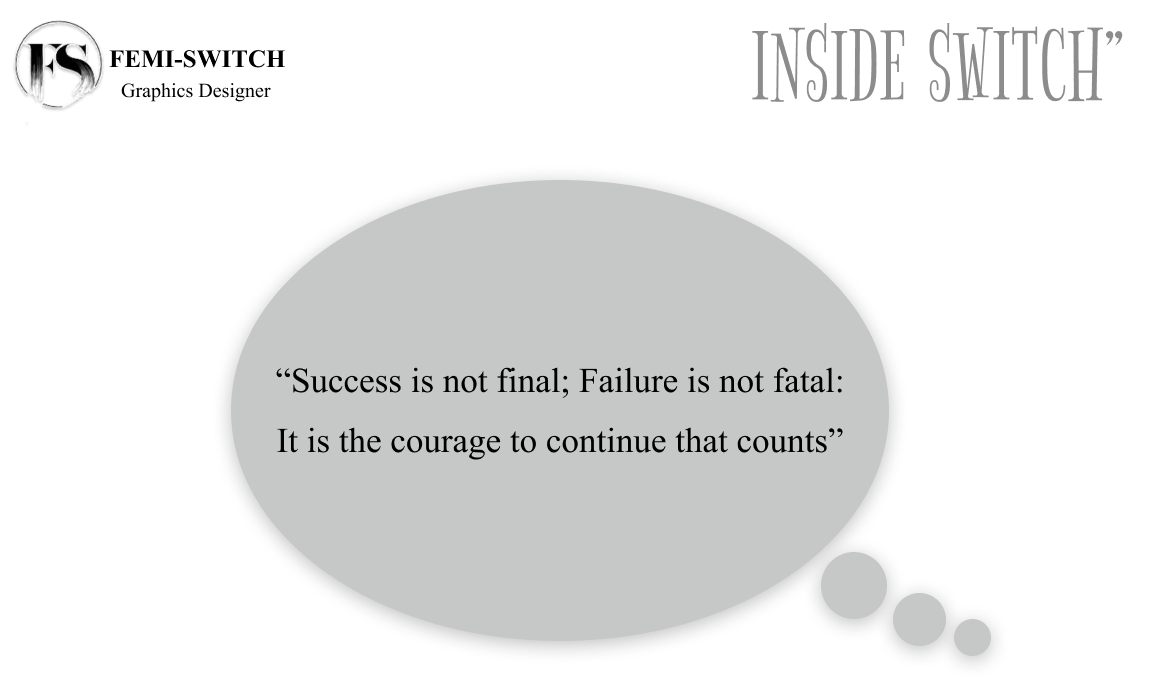 FS
FEMI-SWITCH
Graphics Designer
INSIDE SWITCH”
“Success is not final; Failure is not fatal:
It is the courage to continue that counts”